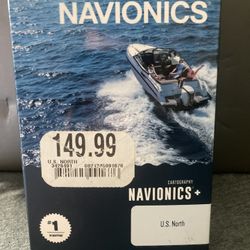 NAVIONICS
149.99
U.S. NORTH
CARTOGRAPHY
NAVIONICS®+
U.S. North
#1